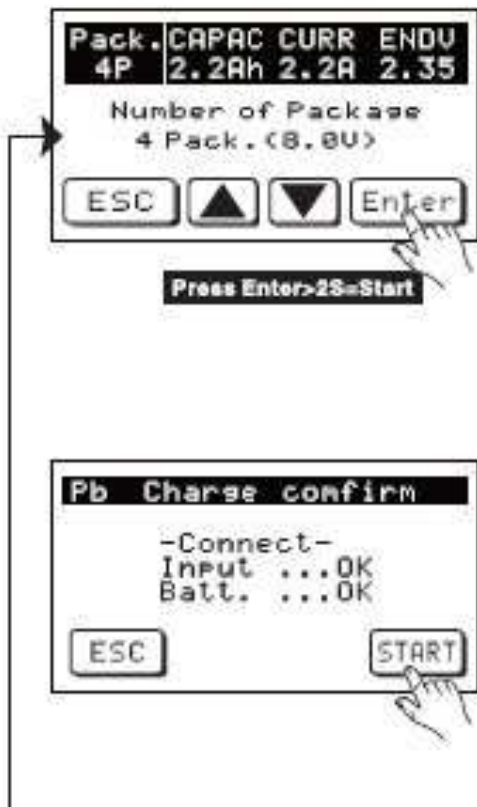 Pack. CAPAC CURR ENDV
4P 2.2Ah 2.2A 2.35
Number of Package
4 Pack.(8.0V)
ESC Enter
Press Enter>2S=Start
Pb Charge comfirm
-Connect-
Input ...OK
Batt. ...OK
ESC START